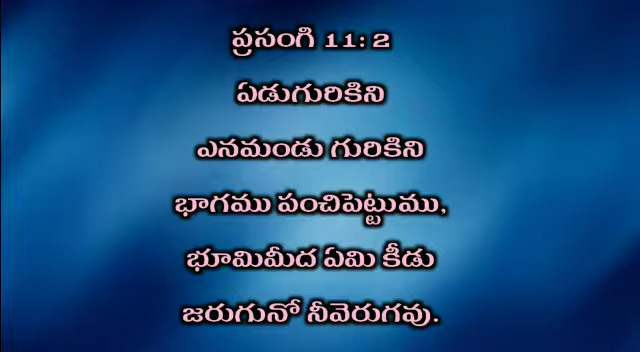 ప్రసంగి 11: 2
ఏడుగురికిని
ఎనమండు గురికిని
భాగము పంచిపెట్టుము,
భూమిమీద ఏమి కీడు
జరుగునో నీవెరుగవు.